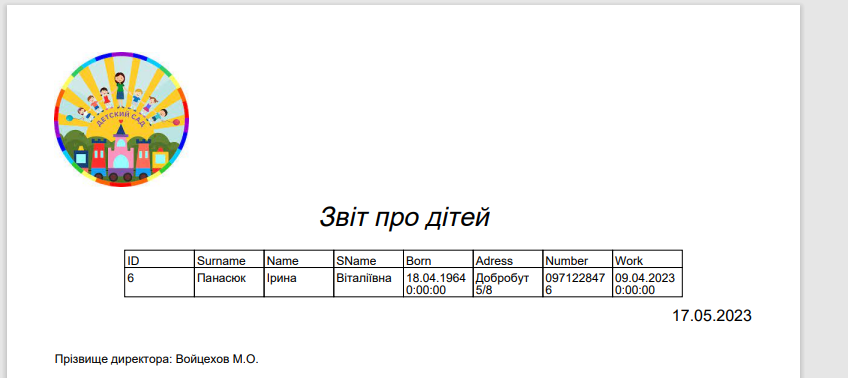 ДЕТСКИЙ САД
Звіт про дітей
ID Surname Name SName Born Adress Number Work
6 Панасюк Ірина Віталіївна 18.04.1964 Добробут 097122847 09.04.2023
0:00:00 5/8 6 0:00:00
17.05.2023
Прізвище директора: Войцехов М.О.